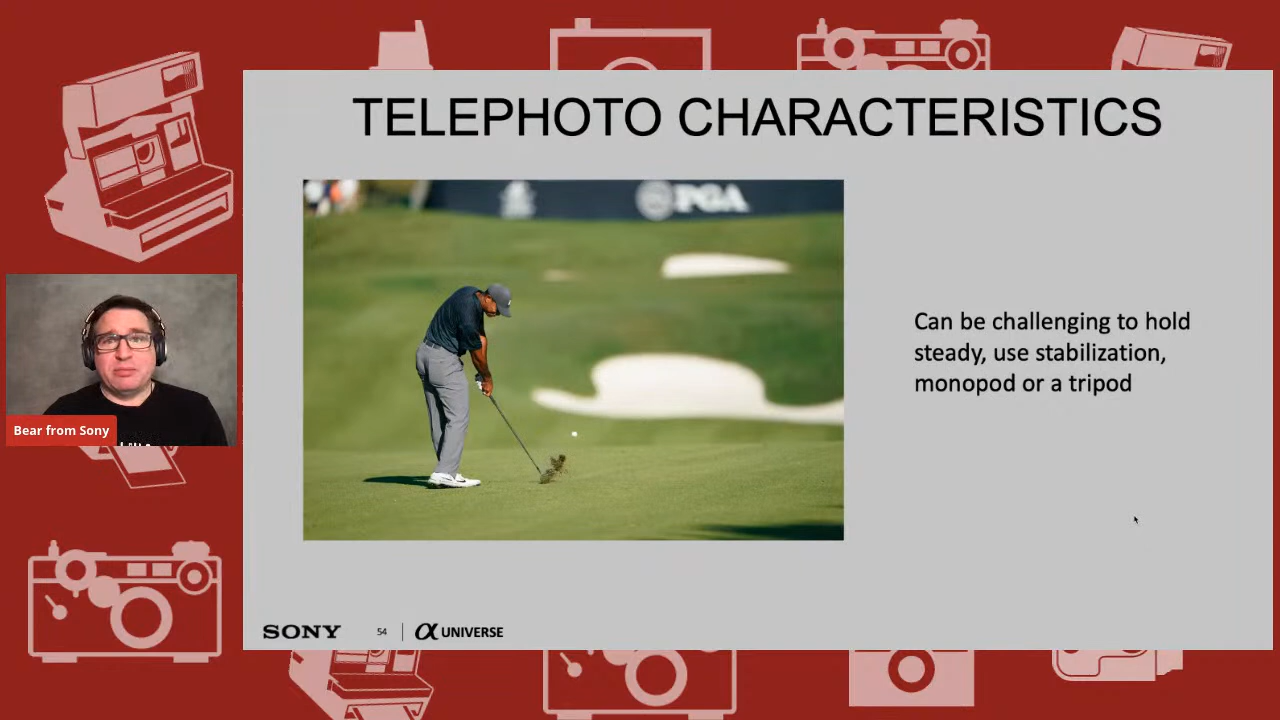 TELEPHOTO CHARACTERISTICS
PGA
Can be challenging to hold
steady, use stabilization,
monopod or a tripod
Bear from Sony
SONY 54 α UNIVERSE